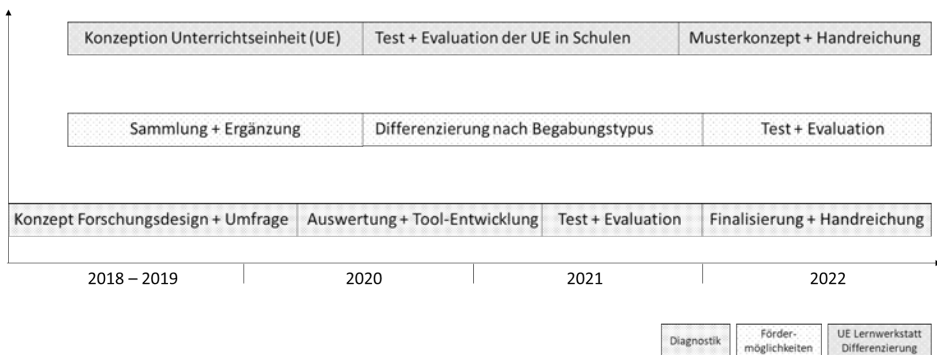 Konzeption Unterrichtseinheit (UE) Test + Evaluation der UE in Schulen Musterkonzept + Handreichung
Sammlung + Ergänzung Differenzierung nach Begabungstypus Test + Evaluation
Konzept Forschungsdesign + Umfrage Auswertung + Tool-Entwicklung Test + Evaluation Finalisierung + Handreichung
2018 – 2019 2020 2021 2022
Diagnostik
Förder-
möglichkeiten
UE Lernwerkstatt
Differenzierung